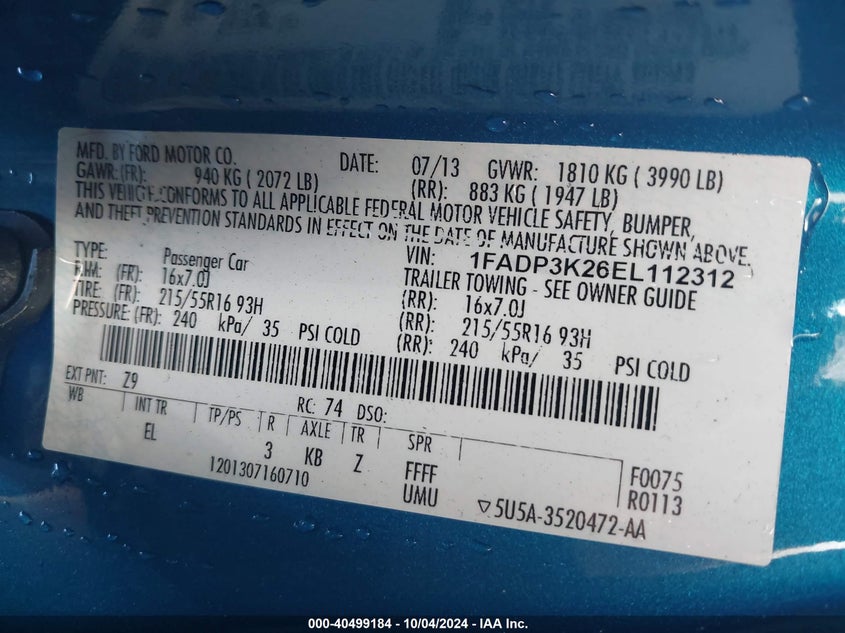 MFD. BY FORD MOTOR CO. DATE: 07/13 GVWR: 1810 KG ( 3990 LB)
GAWR: (FR): 940 KG ( 2072 LB) (RR): 883 KG ( 1947 LB)
THIS VEHICLE CONFORMS TO ALL APPLICABLE FEDERAL MOTOR VEHICLE SAFETY, BUMPER,
AND THEFT PREVENTION STANDARDS IN EFFECT ON THE DATE OF MANUFACTURE SHOWN ABOVE.
VIN: 1FADP3K26EL112312
TYPE: Passenger Car TRAILER TOWING - SEE OWNER GUIDE
RHM: (FR): 16x7.0J (RR): 16x7.0J
TIRE: (FR): 215/55R16 93H (RR): 215/55R16 93H
PRESSURE: (FR): 240 kPa/ 35 PSI COLD (RR): 240 kPa/ 35 PSI COLD
EXT PNT: Z9 RC: 74 DSO:
WB INT TR TP/PS R AXLE TR SPR
EL 3 KB Z FFFF F0075
1201307160710 UMU R0113
5U5A-3520472-AA
000-40499184 - 10/04/2024 - IAA Inc.